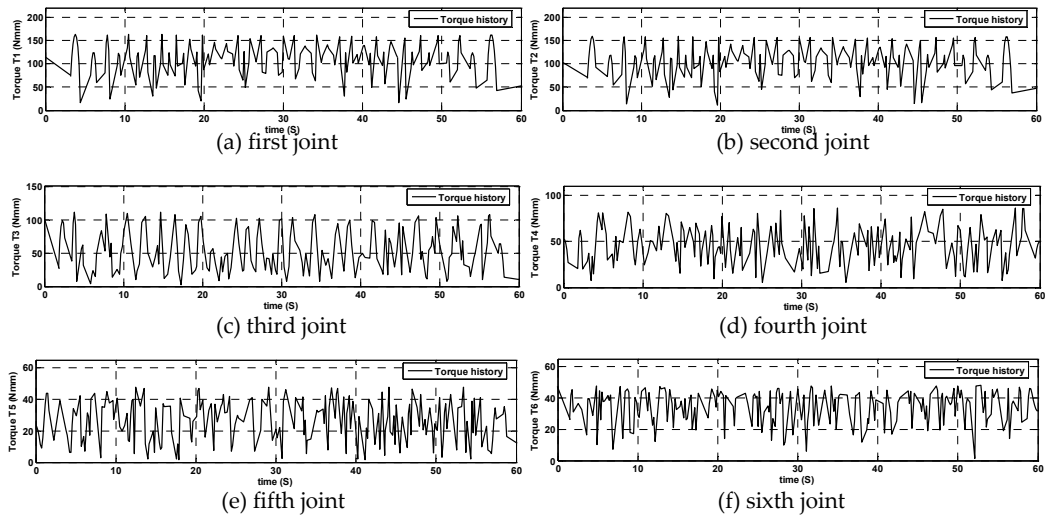 Torque history
Torque T1 (Nmm)
200
150
100
50
0
0 10 20 30 40 50 60
time (S)
(a) first joint
Torque history
Torque T2 (Nmm)
200
150
100
50
0
0 10 20 30 40 50 60
time (S)
(b) second joint
Torque history
Torque T3 (Nmm)
150
100
50
0
0 10 20 30 40 50 60
time (S)
(c) third joint
Torque history
Torque T4 (Nmm)
100
50
0
0 10 20 30 40 50 60
time (S)
(d) fourth joint
Torque history
Torque T5 (Nmm)
60
40
20
0
0 10 20 30 40 50 60
time (S)
(e) fifth joint
Torque history
Torque T6 (Nmm)
60
40
20
0
0 10 20 30 40 50 60
time (S)
(f) sixth joint